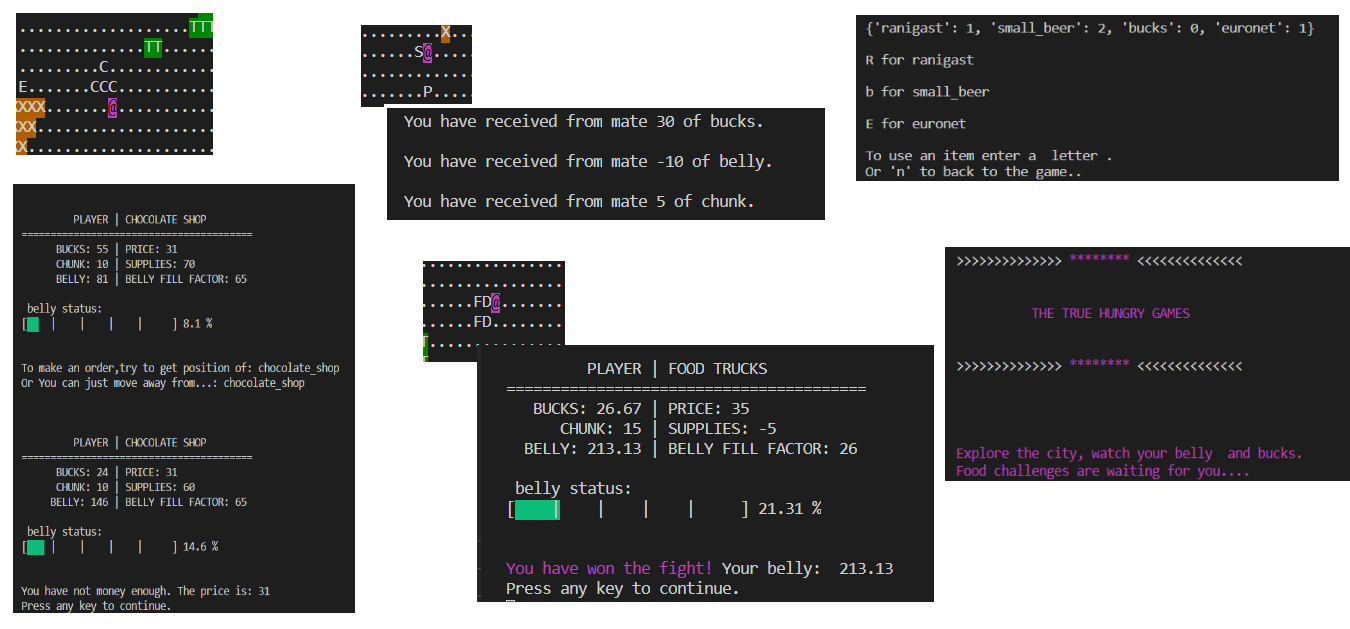 ..................TTT
..............TT......
.........C............
E.......CCC...........
XXXX.......@...........
XX....................
X.....................
.........X...
......S@.....
.............
.......P.....
You have received from mate 30 of bucks.
You have received from mate -10 of belly.
You have received from mate 5 of chunk.
{'ranigast': 1, 'small_beer': 2, 'bucks': 0, 'euronet': 1}
R for ranigast
b for small_beer
E for euronet
To use an item enter a  letter .
Or 'n' to back to the game..
PLAYER | CHOCOLATE SHOP
========================================
BUCKS: 55 | PRICE: 31
CHUNK: 10 | SUPPLIES: 70
BELLY: 81 | BELLY FILL FACTOR: 65
belly status:
[ | | | | ] 8.1 %
To make an order,try to get position of: chocolate_shop
Or You can just move away from...: chocolate_shop
PLAYER | CHOCOLATE SHOP
========================================
BUCKS: 24 | PRICE: 31
CHUNK: 10 | SUPPLIES: 60
BELLY: 146 | BELLY FILL FACTOR: 65
belly status:
[ | | | | ] 14.6 %
You have not money enough. The price is: 31
Press any key to continue.
................
................
......FD@.......
......FD........
T...............
PLAYER | FOOD TRUCKS
========================================
BUCKS: 26.67 | PRICE: 35
CHUNK: 15 | SUPPLIES: -5
BELLY: 213.13 | BELLY FILL FACTOR: 26
belly status:
[ | | | | ] 21.31 %
You have won the fight! Your belly:  213.13
Press any key to continue.
>>>>>>>>>>>>>> ******** <<<<<<<<<<<<<<
THE TRUE HUNGRY GAMES
>>>>>>>>>>>>>> ******** <<<<<<<<<<<<<<
Explore the city, watch your belly  and bucks.
Food challenges are waiting for you....